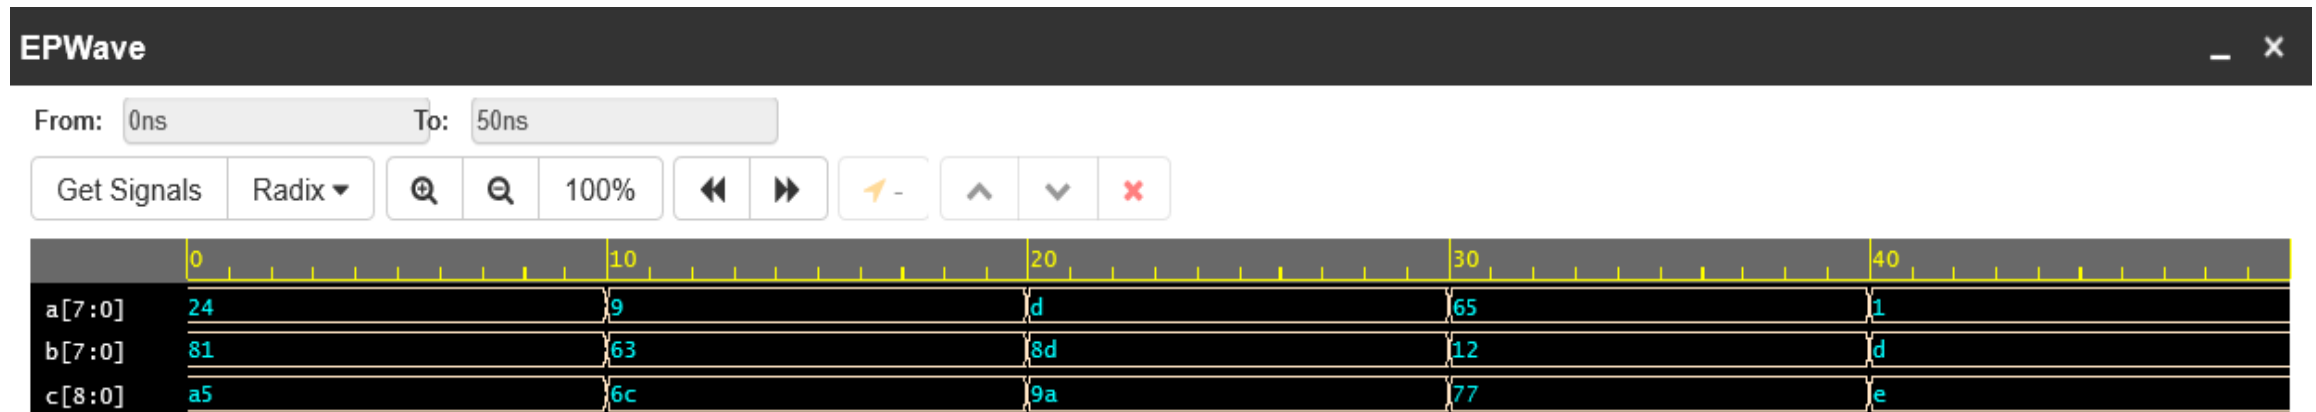 EPWave
From: 0ns To: 50ns
Get Signals Radix 100% -
0 10 20 30 40
a[7:0] 24 9 d 65 1
b[7:0] 81 63 8d 12 d
c[8:0] a5 6c 9a 77 e